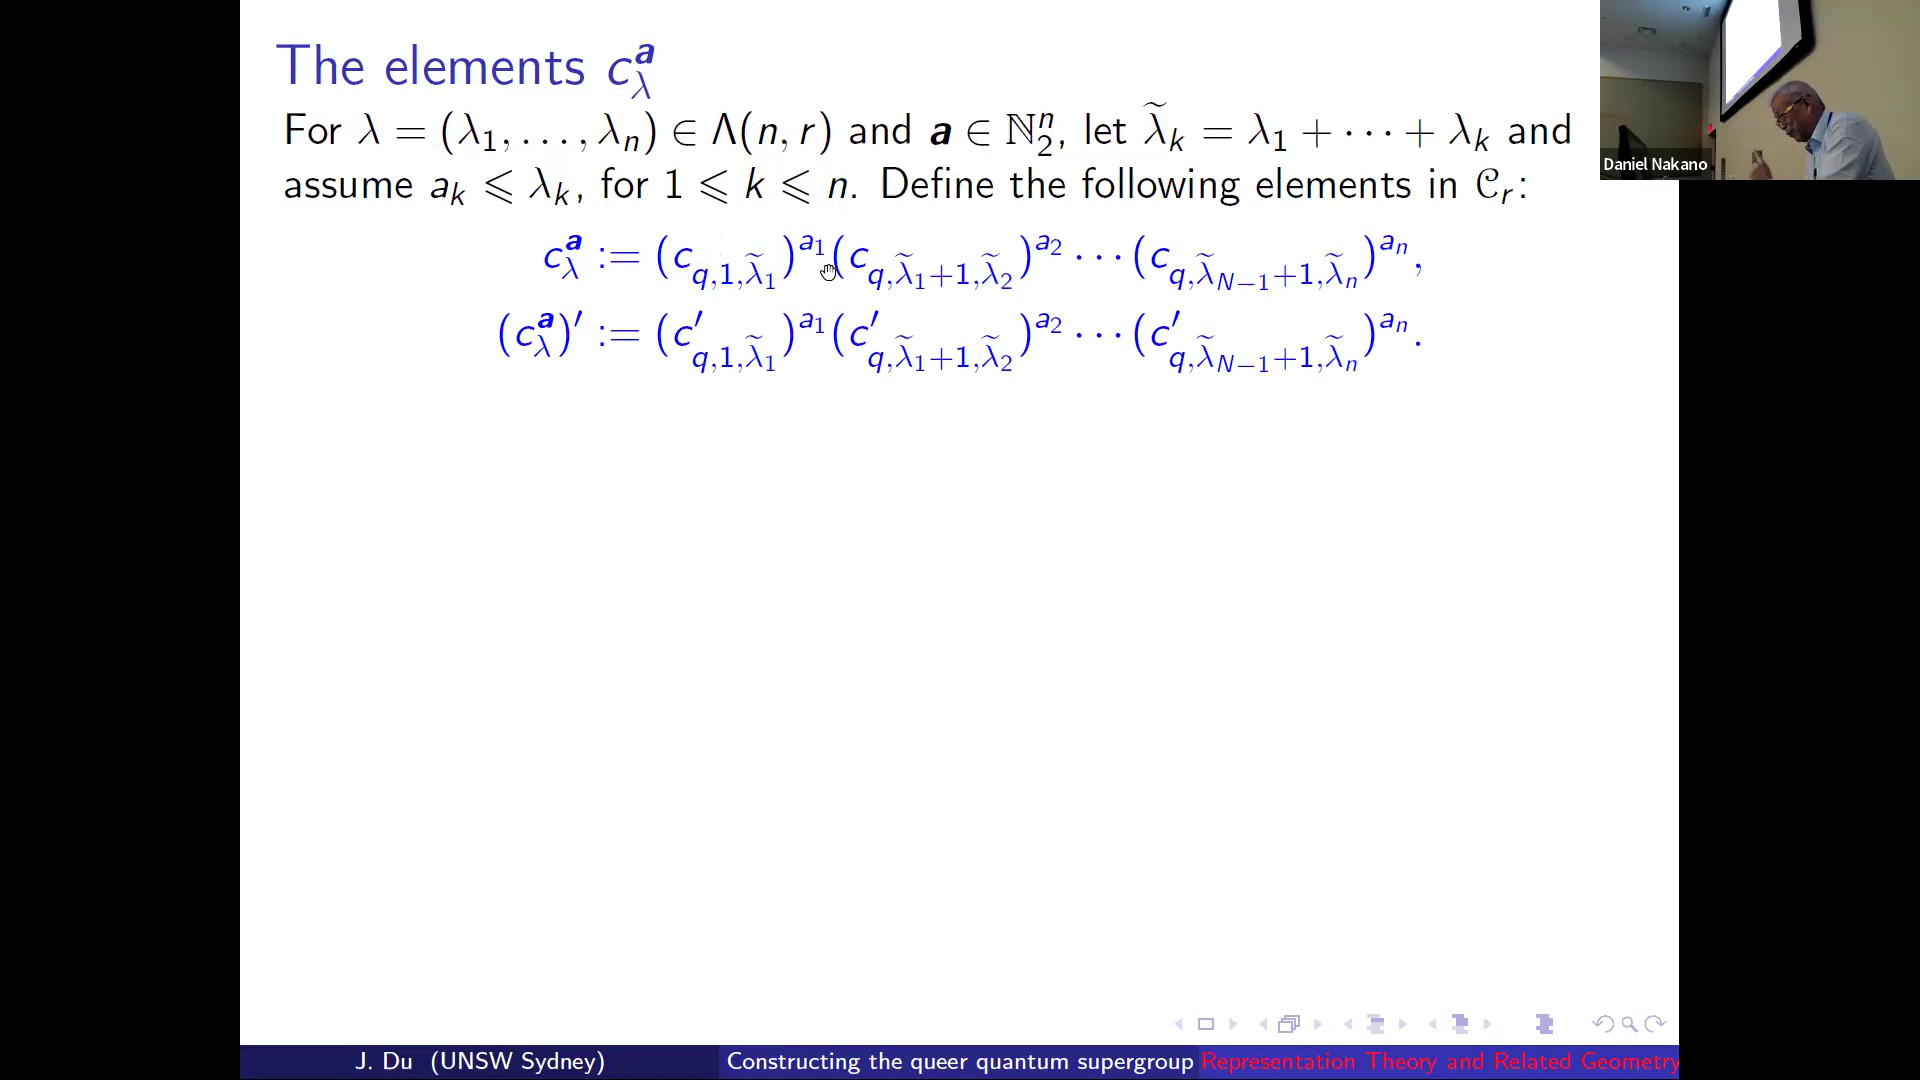 The elements $c_{\lambda}^{\boldsymbol{a}}$
For $\lambda = (\lambda_1, \ldots, \lambda_n) \in \Lambda(n, r)$ and $\boldsymbol{a} \in \mathbb{N}_2^n$, let $\widetilde{\lambda}_k = \lambda_1 + \cdots + \lambda_k$ and
assume $a_k \leqslant \lambda_k$, for $1 \leqslant k \leqslant n$. Define the following elements in $\mathcal{C}_r$:
$c_{\lambda}^{\boldsymbol{a}} := (c_{q,1,\widetilde{\lambda}_1})^{a_1} (c_{q,\widetilde{\lambda}_1+1,\widetilde{\lambda}_2})^{a_2} \cdots (c_{q,\widetilde{\lambda}_{N-1}+1,\widetilde{\lambda}_n})^{a_n},$
$(c_{\lambda}^{\boldsymbol{a}})' := (c'_{q,1,\widetilde{\lambda}_1})^{a_1} (c'_{q,\widetilde{\lambda}_1+1,\widetilde{\lambda}_2})^{a_2} \cdots (c'_{q,\widetilde{\lambda}_{N-1}+1,\widetilde{\lambda}_n})^{a_n}.$
Daniel Nakano
J. Du (UNSW Sydney)
Constructing the queer quantum supergroup
Representation Theory and Related Geometry